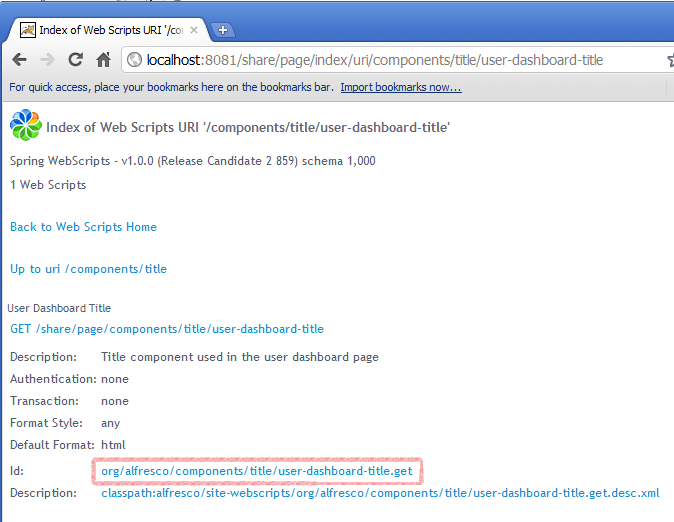 Index of Web Scripts URI '/co
localhost:8081/share/page/index/uri/components/title/user-dashboard-title
For quick access, place your bookmarks here on the bookmarks bar. Import bookmarks now...
Index of Web Scripts URI '/components/title/user-dashboard-title'
Spring WebScripts - v1.0.0 (Release Candidate 2 859) schema 1,000
1 Web Scripts
Back to Web Scripts Home
Up to uri /components/title
User Dashboard Title
GET /share/page/components/title/user-dashboard-title
Description: Title component used in the user dashboard page
Authentication: none
Transaction: none
Format Style: any
Default Format: html
Id: org/alfresco/components/title/user-dashboard-title.get
Description: classpath:alfresco/site-webscripts/org/alfresco/components/title/user-dashboard-title.get.desc.xml